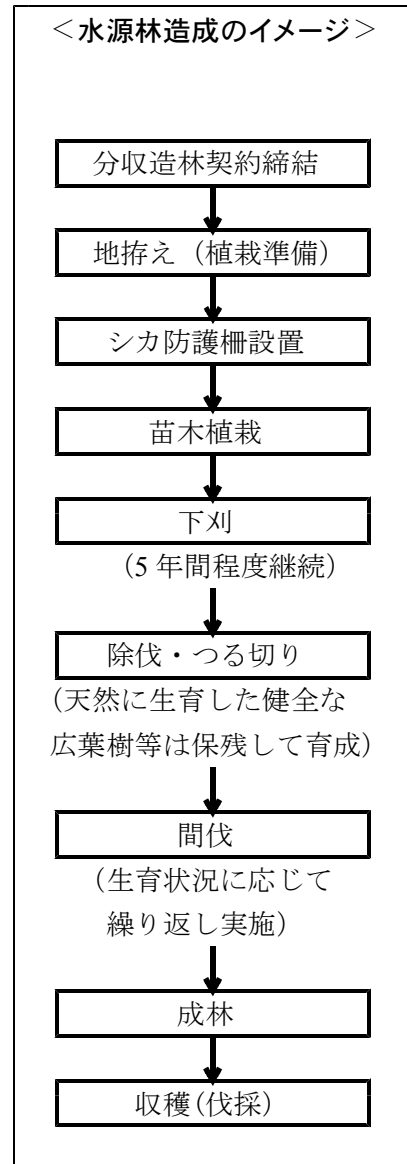 ＜水源林造成のイメージ＞
分収造林契約締結
地拵え（植栽準備）
シカ防護柵設置
苗木植栽
下刈
（5 年間程度継続）
除伐・つる切り
（天然に生育した健全な
広葉樹等は保残して育成）
間伐
（生育状況に応じて
繰り返し実施）
成林
収穫（伐採）